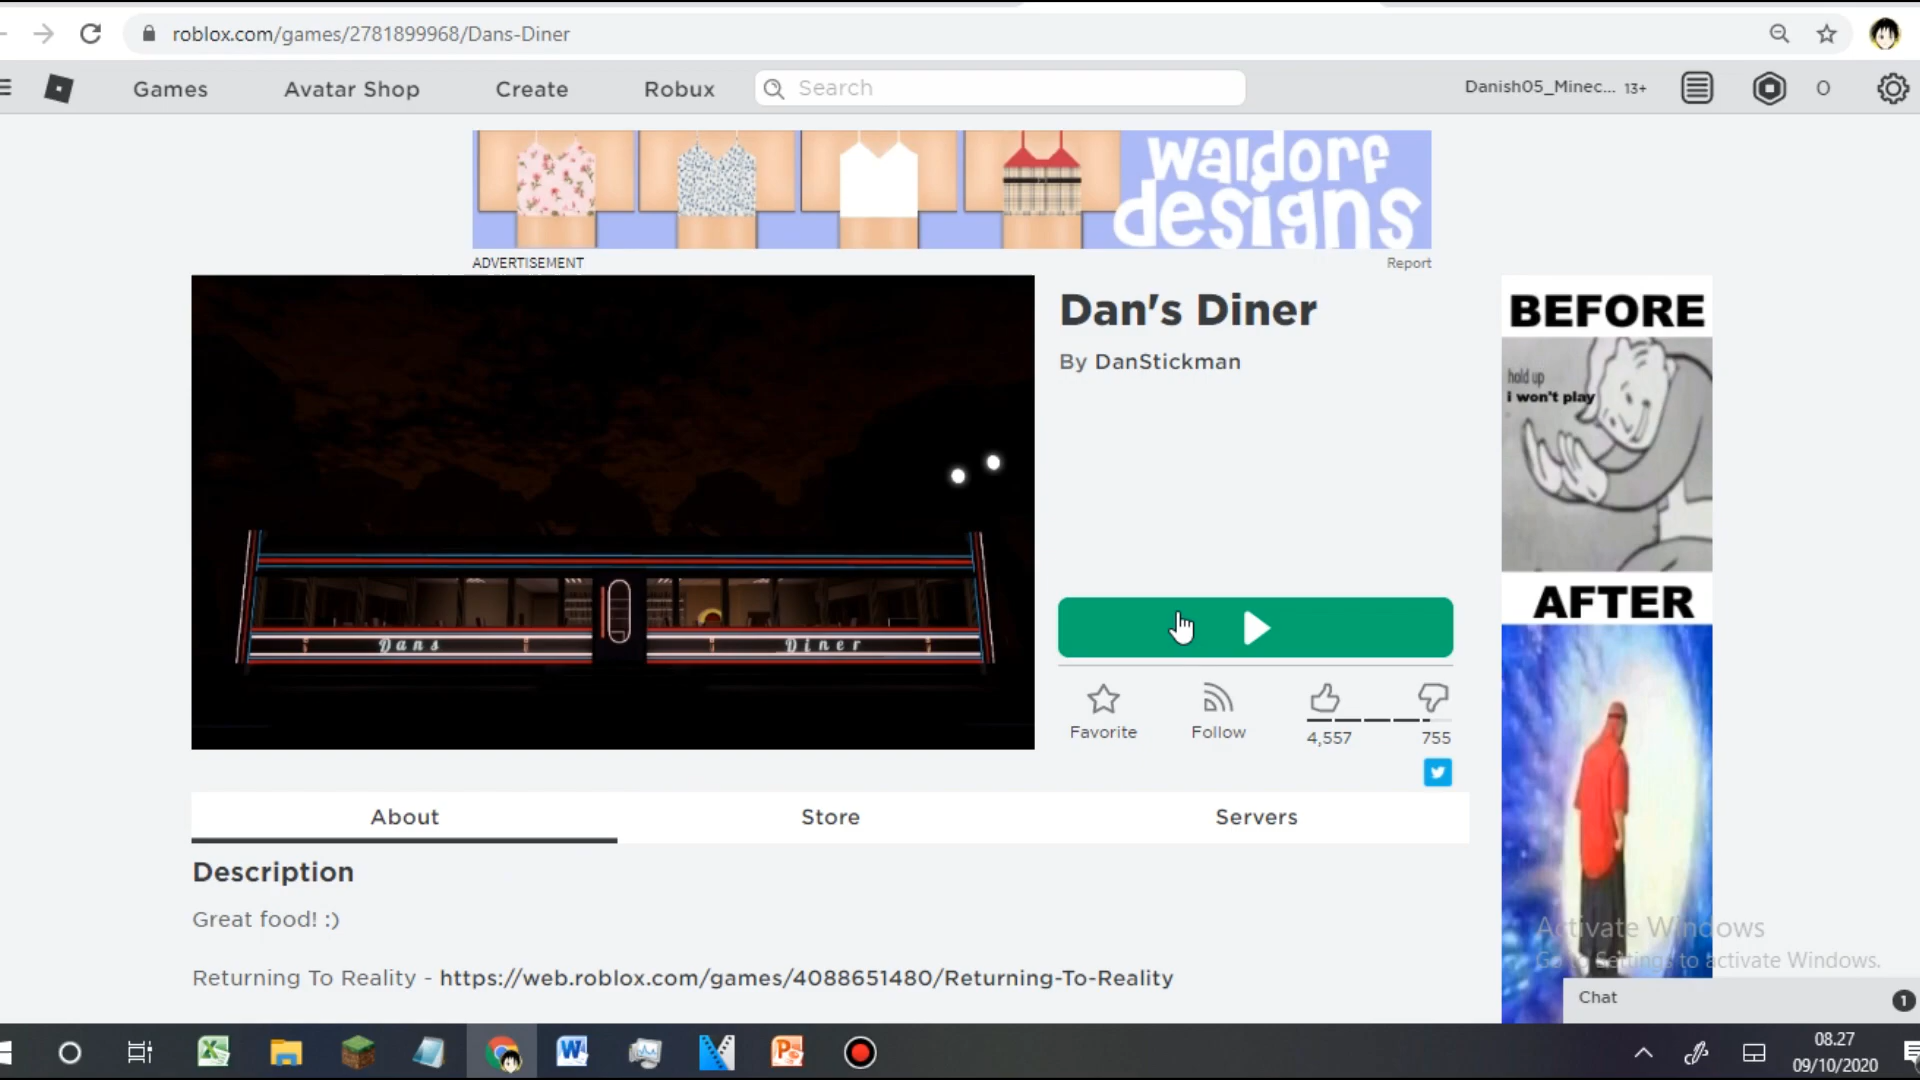 roblox.com/games/2781899968/Dans-Diner
Games
Avatar Shop
Create
Robux
Search
Danish05_Minec... 13+
0
waldorf
designs
ADVERTISEMENT
Report
Dan's Diner
By DanStickman
Dans
Diner
Favorite
Follow
4,557
755
BEFORE
hold up
i won't play
AFTER
About
Store
Servers
Description
Great food! :)
Returning To Reality - https://web.roblox.com/games/4088651480/Returning-To-Reality
Activate Windows
Go to Settings to activate Windows.
Chat
1
08.27
09/10/2020